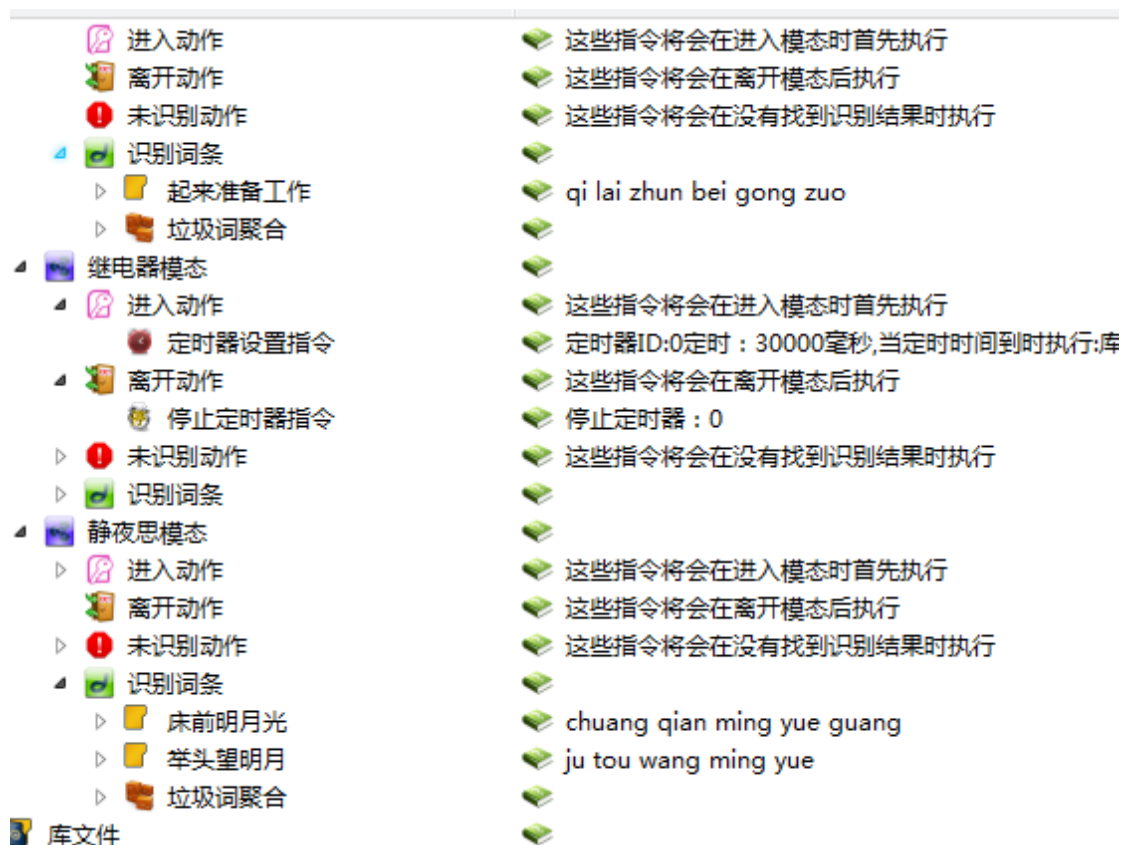 进入动作 这些指令将会在进入模态时首先执行
离开动作 这些指令将会在离开模态后执行
未识别动作 这些指令将会在没有找到识别结果时执行
识别词条
起来准备工作 qi lai zhun bei gong zuo
垃圾词聚合
继电器模态
进入动作 这些指令将会在进入模态时首先执行
定时器设置指令 定时器ID:0定时：30000毫秒,当定时时间到时执行:库
离开动作 这些指令将会在离开模态后执行
停止定时器指令 停止定时器：0
未识别动作 这些指令将会在没有找到识别结果时执行
识别词条
静夜思模态
进入动作 这些指令将会在进入模态时首先执行
离开动作 这些指令将会在离开模态后执行
未识别动作 这些指令将会在没有找到识别结果时执行
识别词条
床前明月光 chuang qian ming yue guang
举头望明月 ju tou wang ming yue
垃圾词聚合
库文件